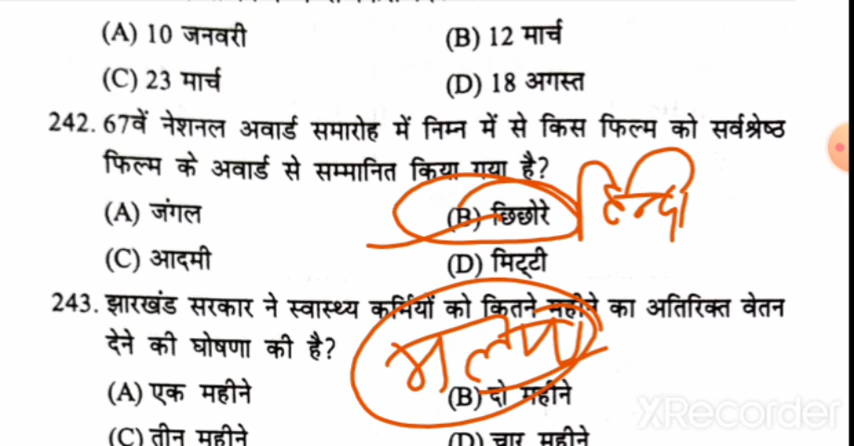 (A) 10 जनवरी (B) 12 मार्च
(C) 23 मार्च (D) 18 अगस्त
242. 67वें नेशनल अवार्ड समारोह में निम्न में से किस फिल्म को सर्वश्रेष्ठ
फिल्म के अवार्ड से सम्मानित किया गया है?
(A) जंगल (B) छिछोरे हिन्दी
(C) आदमी (D) मिट्टी
243. झारखंड सरकार ने स्वास्थ्य कर्मियों को कितने महीने का अतिरिक्त वेतन
देने की घोषणा की है?
(A) एक महीने (B) दो महीने
XRecorder
(C) तीन महीने (D) चार महीने